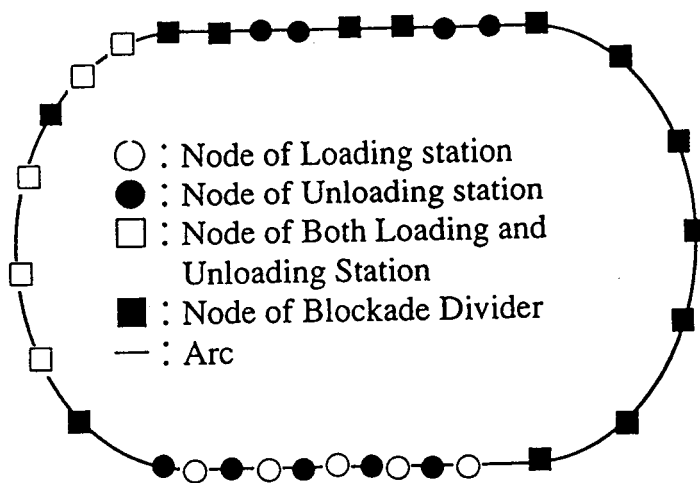 : Node of Loading station
: Node of Unloading station
: Node of Both Loading and
Unloading Station
: Node of Blockade Divider
: Arc